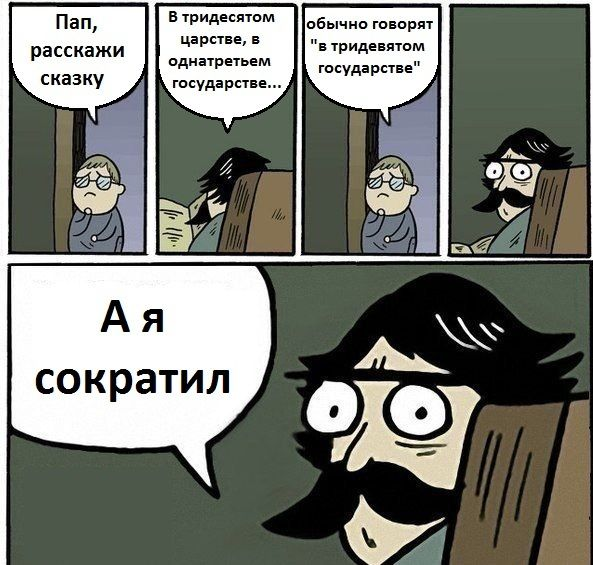 Пап,
расскажи
сказку
В тридесятом
царстве, в
однатретьем
государстве...
обычно говорят
"в тридевятом
государстве"
А я
сократил